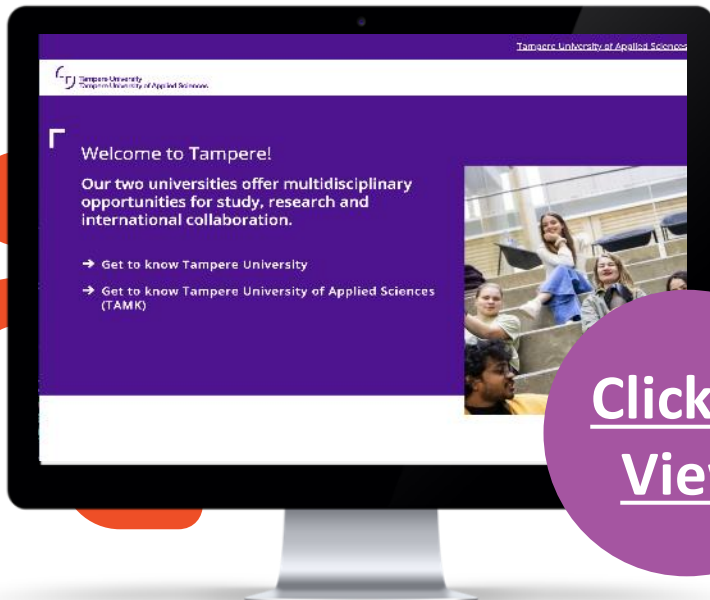 Tampere University of Applied Sciences
Tampere University
Tampere University of Applied Sciences
Welcome to Tampere!
Our two universities offer multidisciplinary
opportunities for study, research and
international collaboration.
→ Get to know Tampere University
→ Get to know Tampere University of Applied Sciences
(TAMK)
Click